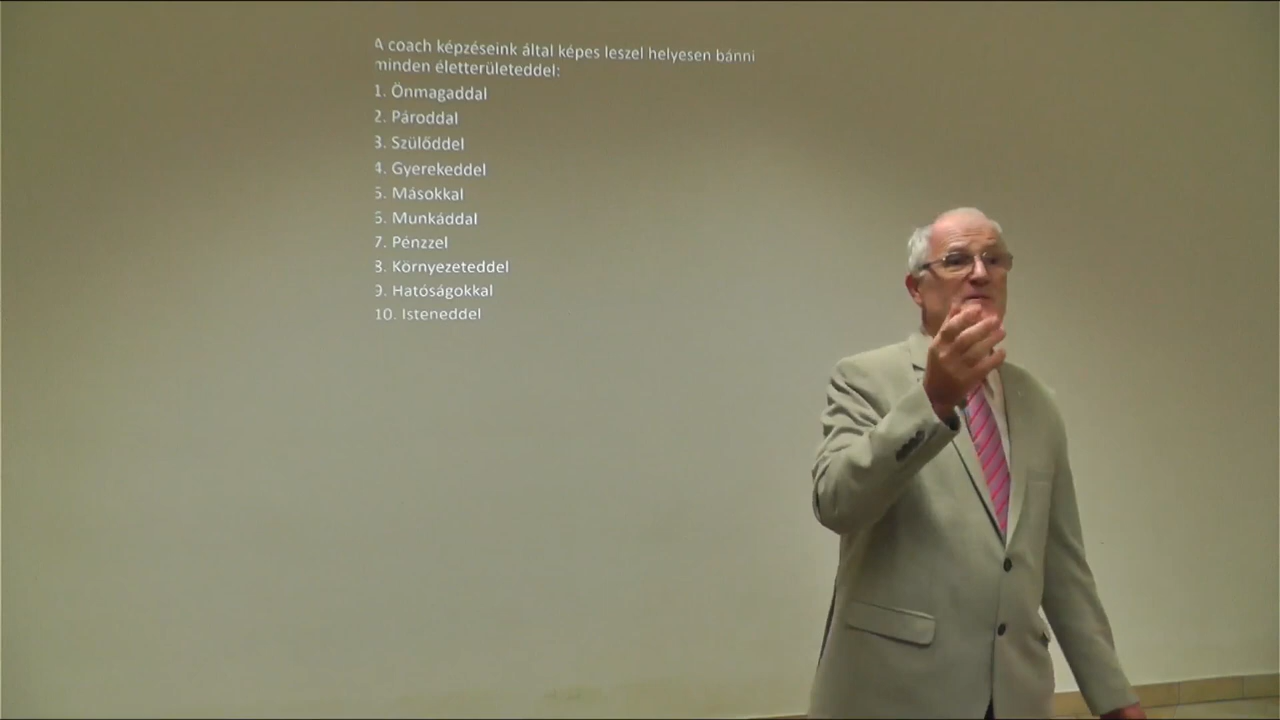 A coach képzéseink által képes leszel helyesen bánni
minden életterületeddel:
1. Önmagaddal
2. Pároddal
3. Szülőddel
4. Gyerekeddel
5. Másokkal
6. Munkáddal
7. Pénzzel
8. Környezeteddel
9. Hatóságokkal
10. Isteneddel